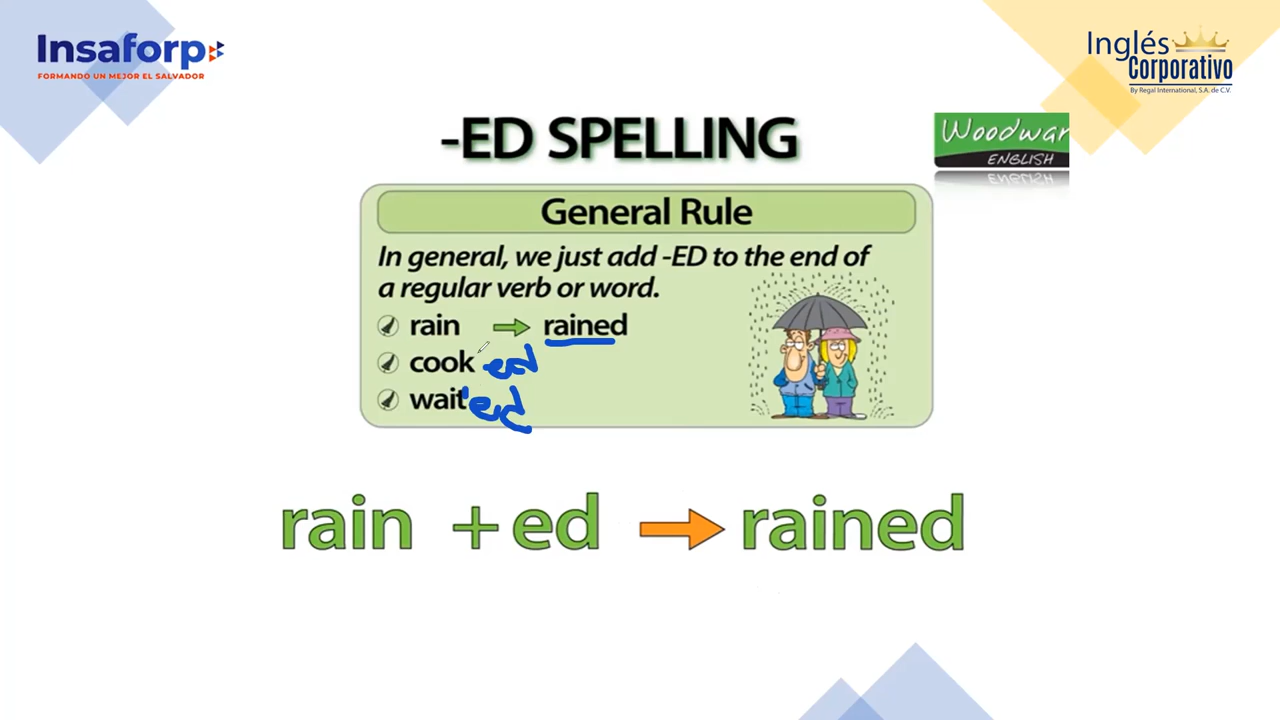 Insaforp
FORMANDO UN MEJOR EL SALVADOR
Inglés
Corporativo
By Regal International, S.A. de C.V.
-ED SPELLING
Woodwar
ENGLISH
General Rule
In general, we just add -ED to the end of
a regular verb or word.
rain rained
cook ed
wait ed
rain + ed rained